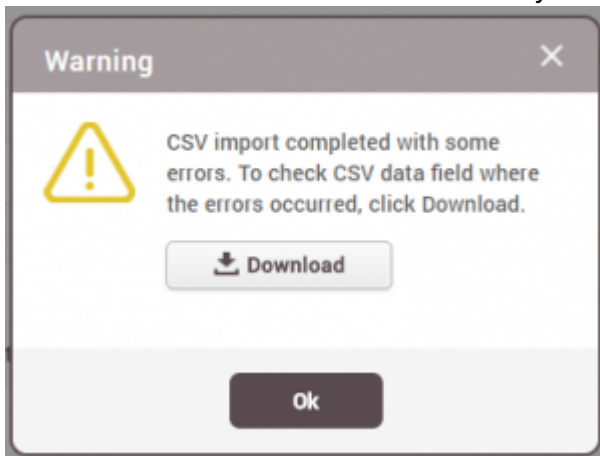 Warning
CSV import completed with some
errors. To check CSV data field where
the errors occurred, click Download.
Download
Ok